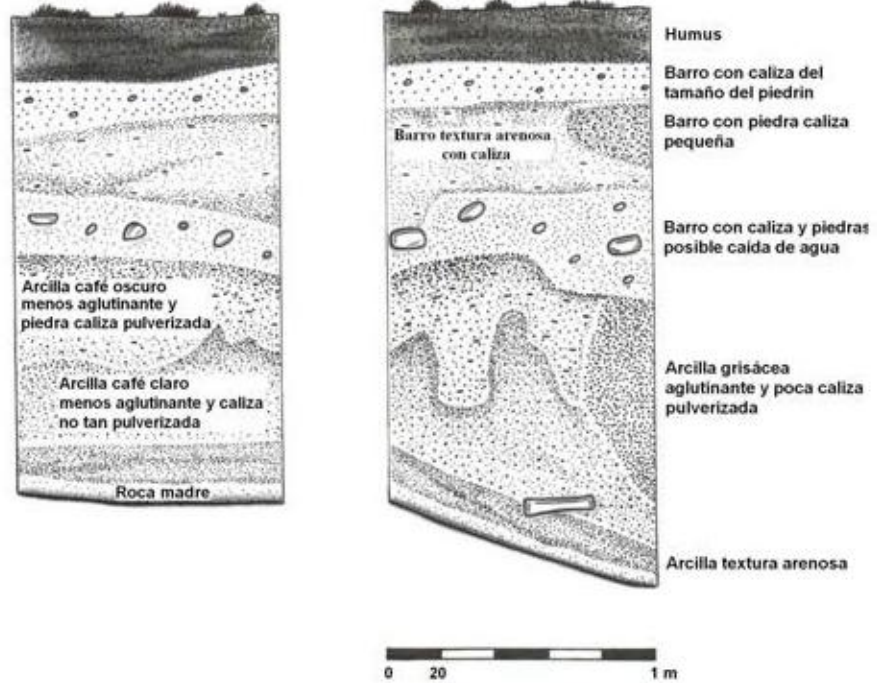 Humus
Barro con caliza del
tamaño del piedrin
Barro con piedra caliza
pequeña
Barro textura arenosa
con caliza
Barro con caliza y piedras
posible caída de agua
Arcilla café oscuro
menos aglutinante y
piedra caliza pulverizada
Arcilla café claro
menos aglutinante y caliza
no tan pulverizada
Arcilla grisácea
aglutinante y poca caliza
pulverizada
Roca madre
Arcilla textura arenosa
0 20 1 m